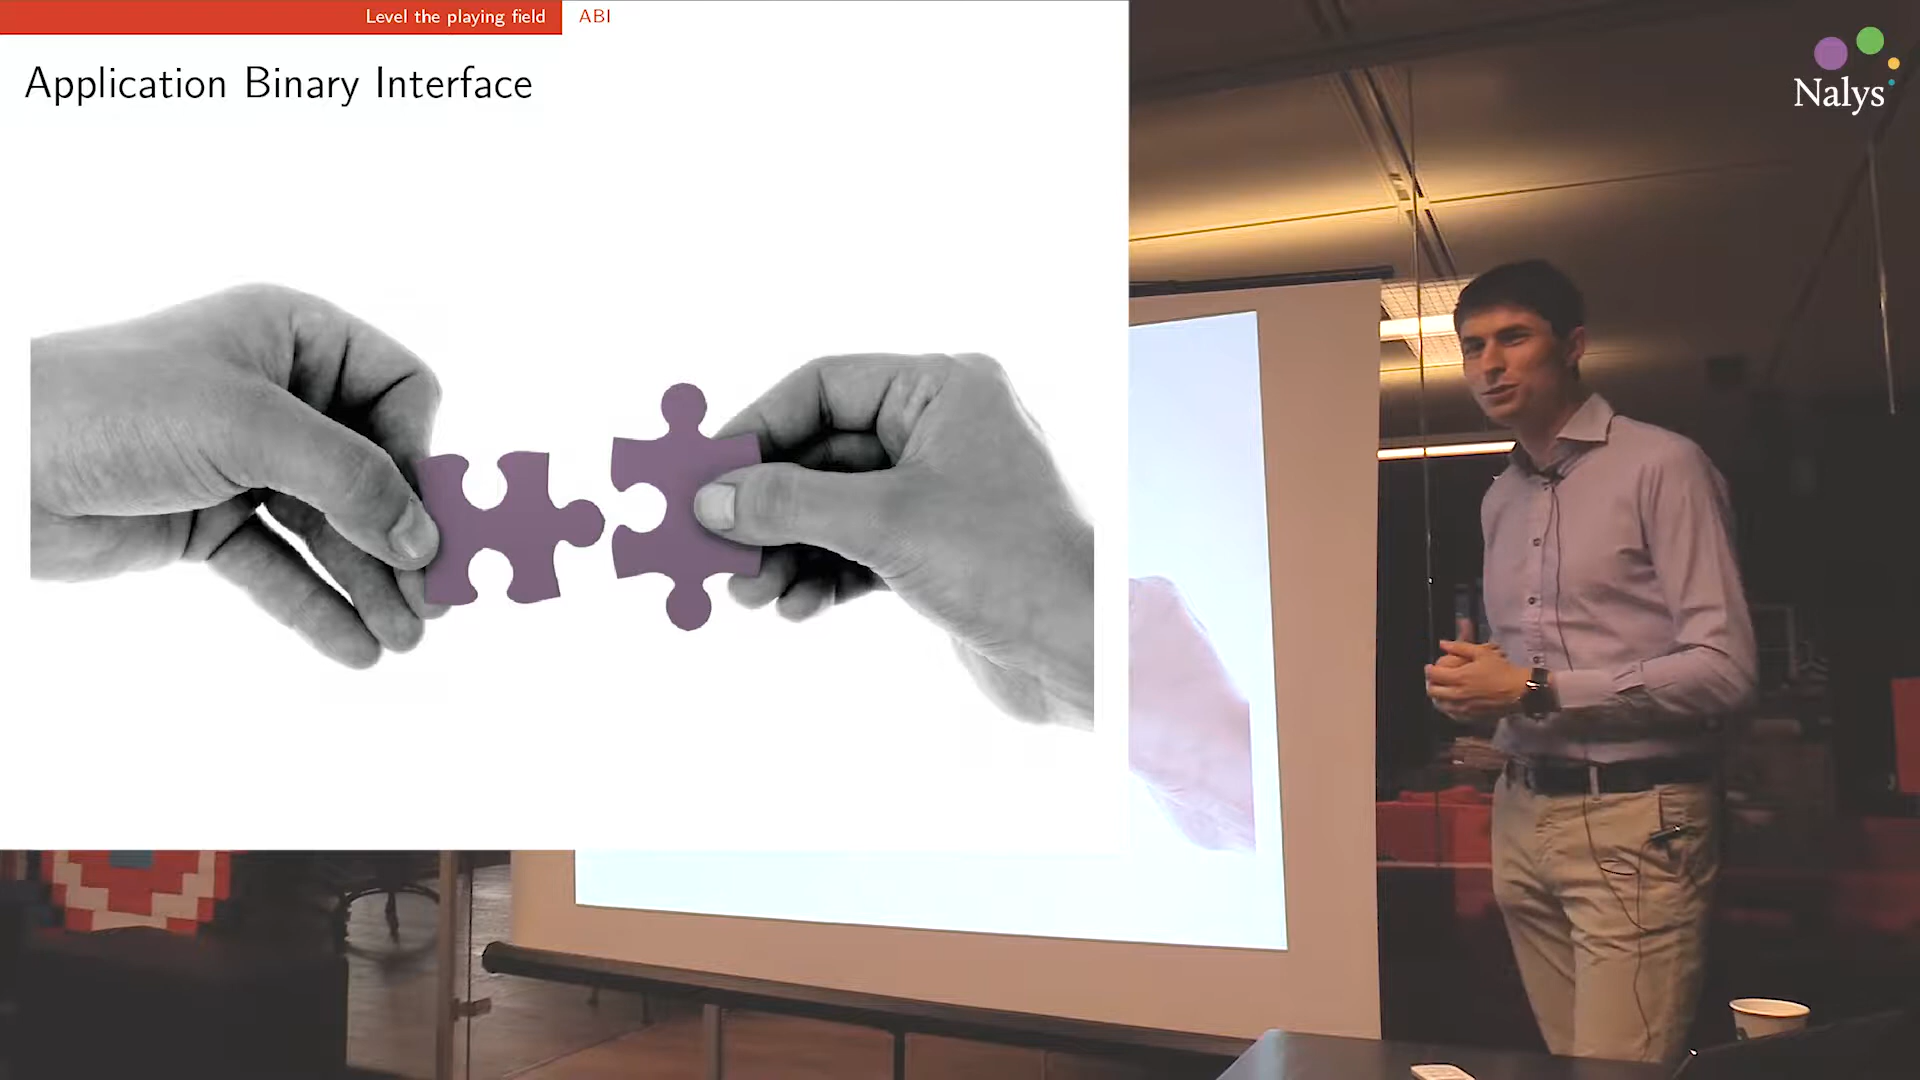 Level the playing field
ABI
Application Binary Interface
Nalys